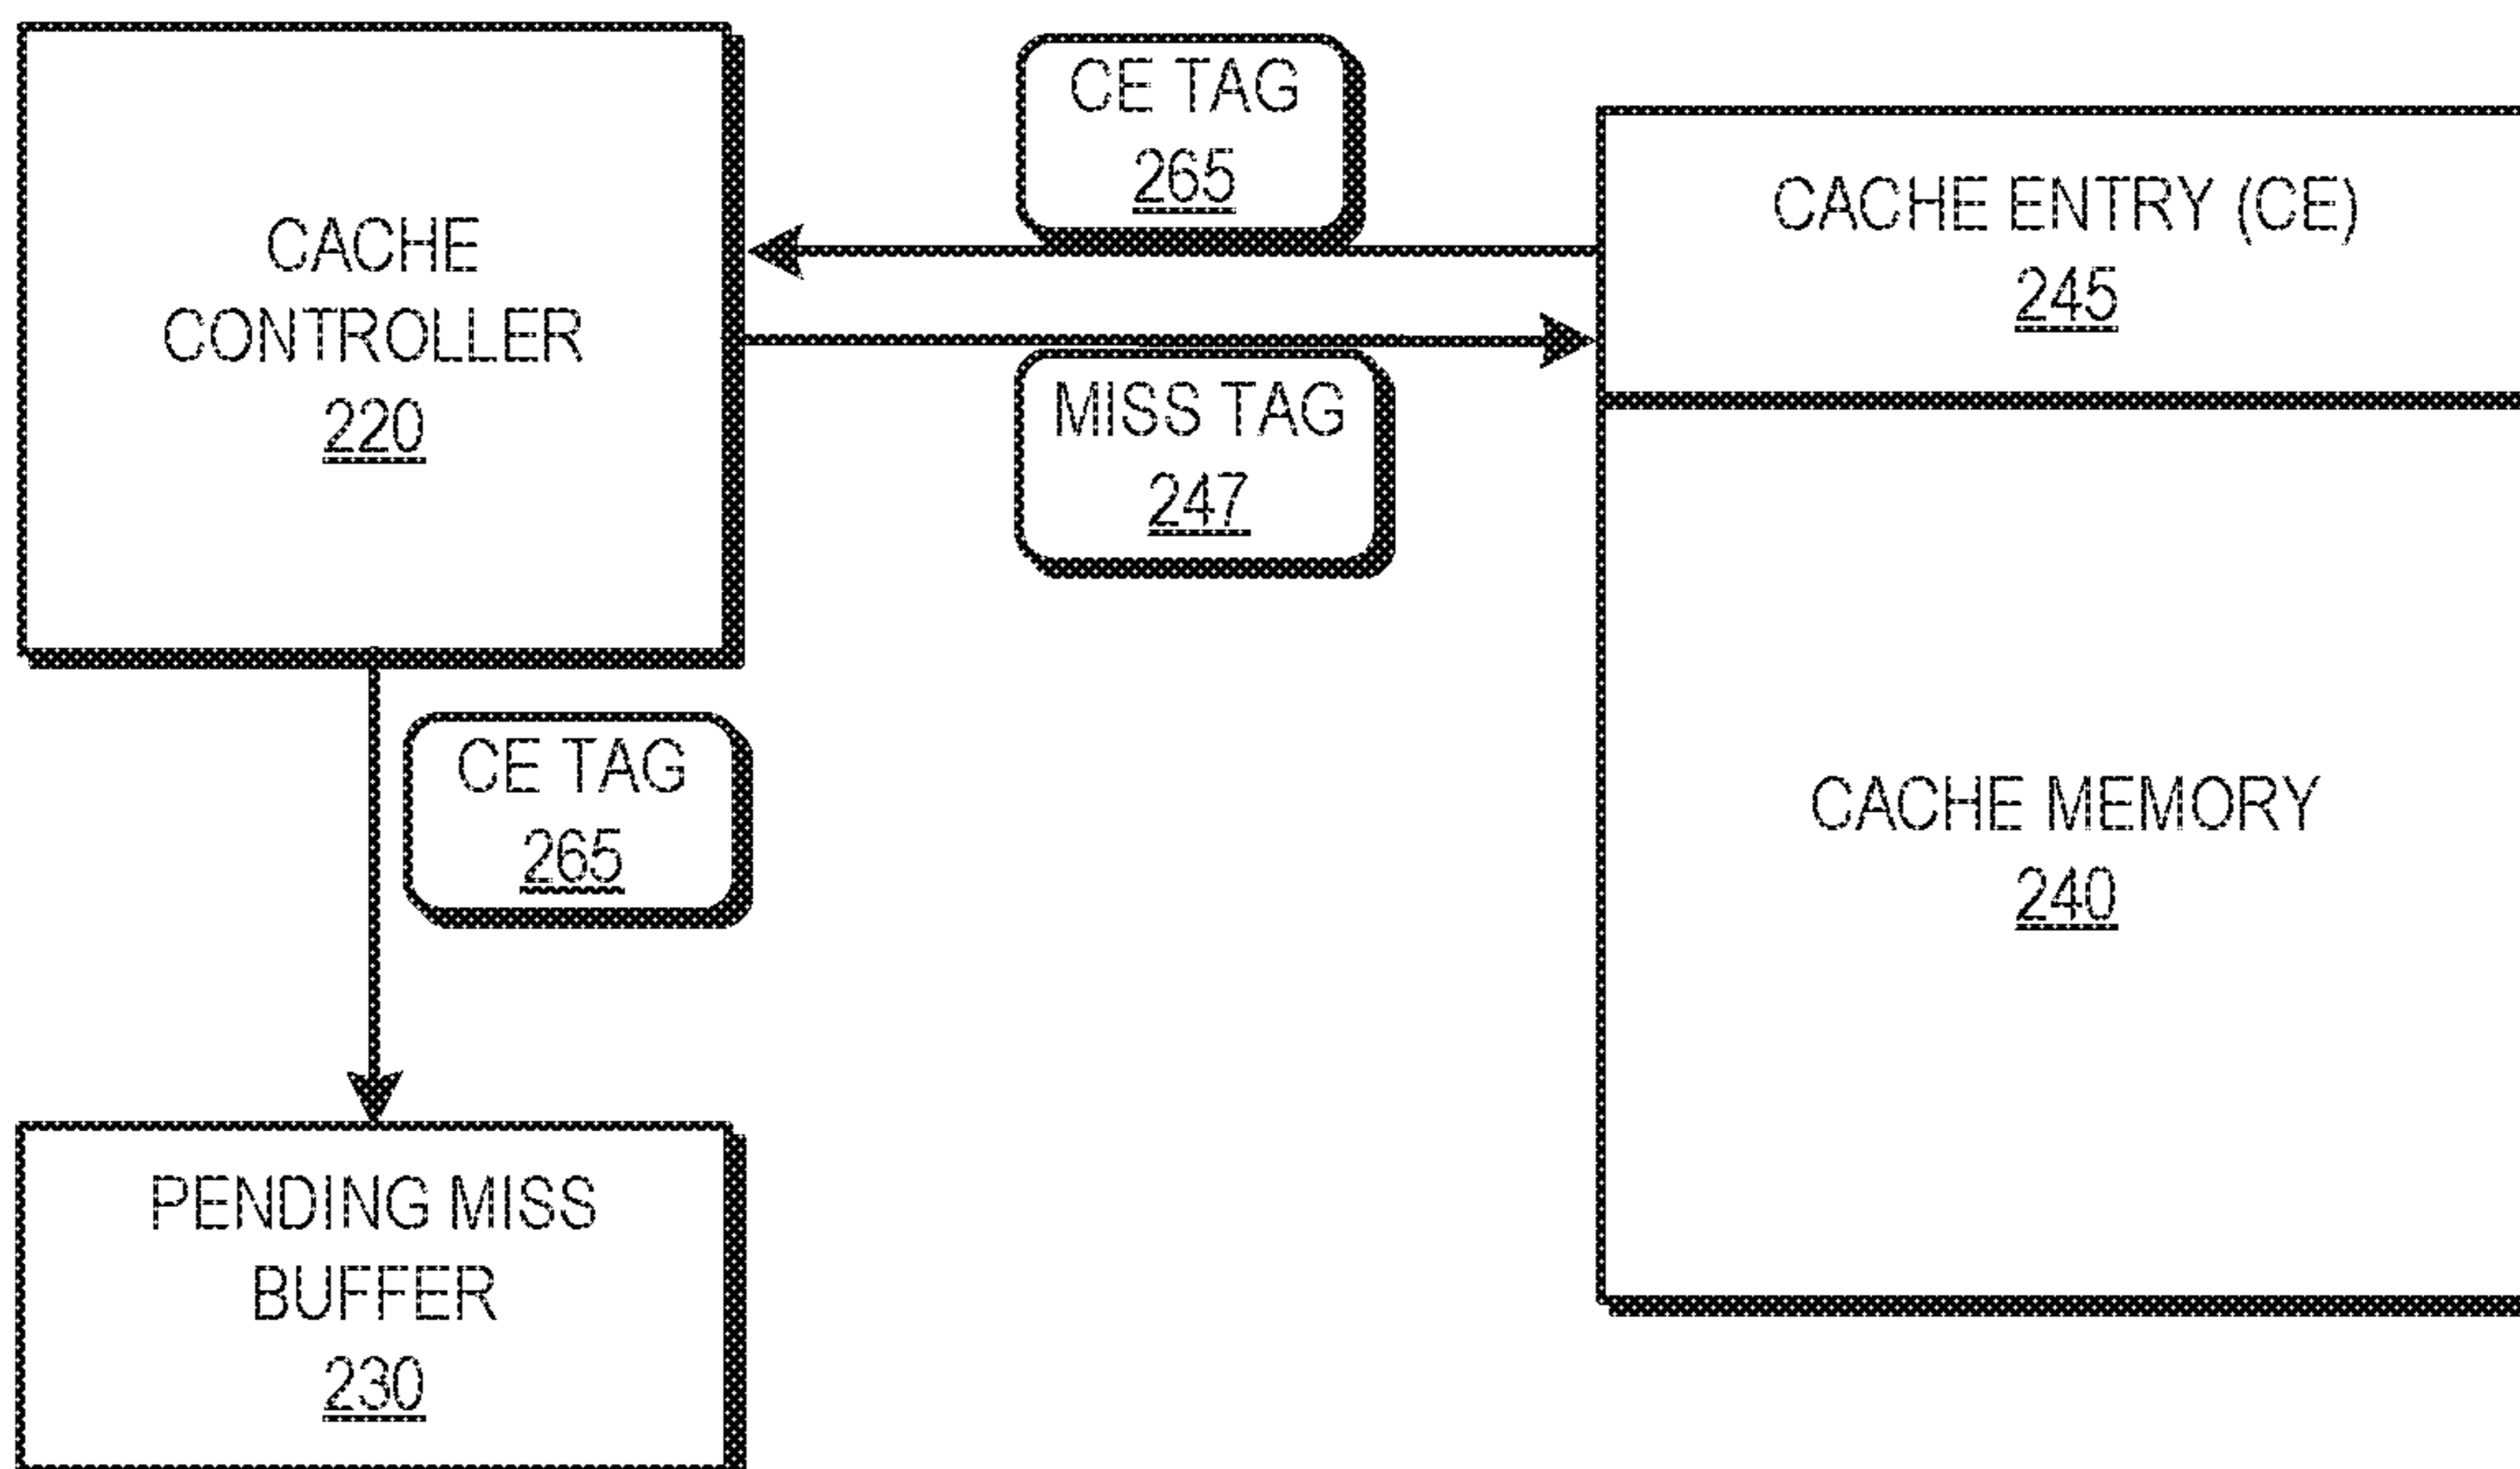 CACHE
CONTROLLER
220
CE TAG
265
MISS TAG
247
CACHE ENTRY (CE)
245
CE TAG
265
CACHE MEMORY
240
PENDING MISS
BUFFER
230